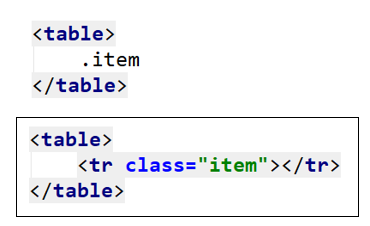 <table>
.item
</table>
<table>
<tr class="item"></tr>
</table>